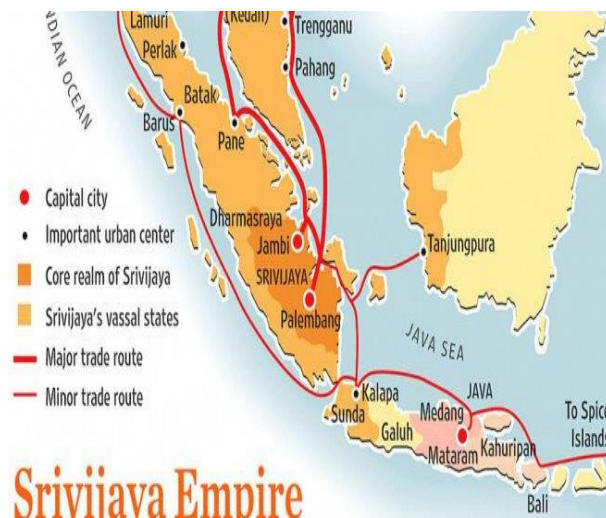 INDIAN OCEAN
Lamuri
Perlak
Batak
Barus
(Kedah)
Trengganu
Pahang
Pane
Capital city
Important urban center
Core realm of Srivijaya
Srivijaya's vassal states
Major trade route
Minor trade route
Dharmasraya
Jambi
SRIVIJAYA
Palembang
Tanjungpura
JAVA SEA
Kalapa
Sunda
Galuh
JAVA
Medang
Mataram
Kahuripan
Bali
To Spice
Islands
Srivijaya Empire